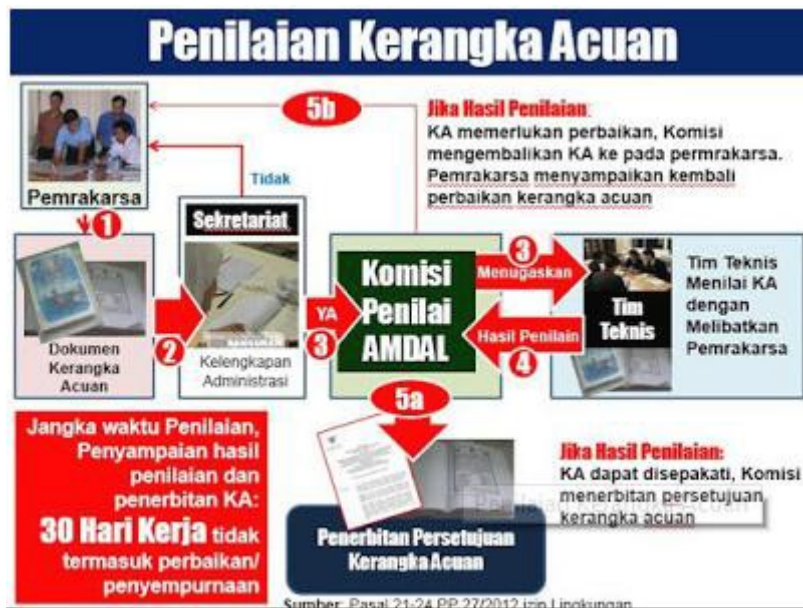 Penilaian Kerangka Acuan
5b
Jika Hasil Penilaian:
KA memerlukan perbaikan, Komisi
mengembalikan KA ke pada permrakarsa.
Pemrakarsa menyampaikan kembali
perbaikan kerangka acuan
Pemrakarsa
Tidak
1
Sekretariat
Dokumen
Kerangka
Acuan
2
Kelengkapan
Administrasi
YA
3
Komisi
Penilai
AMDAL
3
Menugaskan
Hasil Penilain
4
Tim
Teknis
Tim Teknis
Menilai KA
dengan
Melibatkan
Pemrakarsa
5a
Jangka waktu Penilaian,
Penyampaian hasil
penilaian dan
penerbitan KA:
30 Hari Kerja tidak
termasuk perbaikan/
penyempurnaan
Penerbitan Persetujuan
Kerangka Acuan
Jika Hasil Penilaian:
KA dapat disepakati, Komisi
menerbitan persetujuan
kerangka acuan
Penilaian Kerangka Acuan
Sumber: Pasal 21-24 PP 27/2012 izin Lingkungan